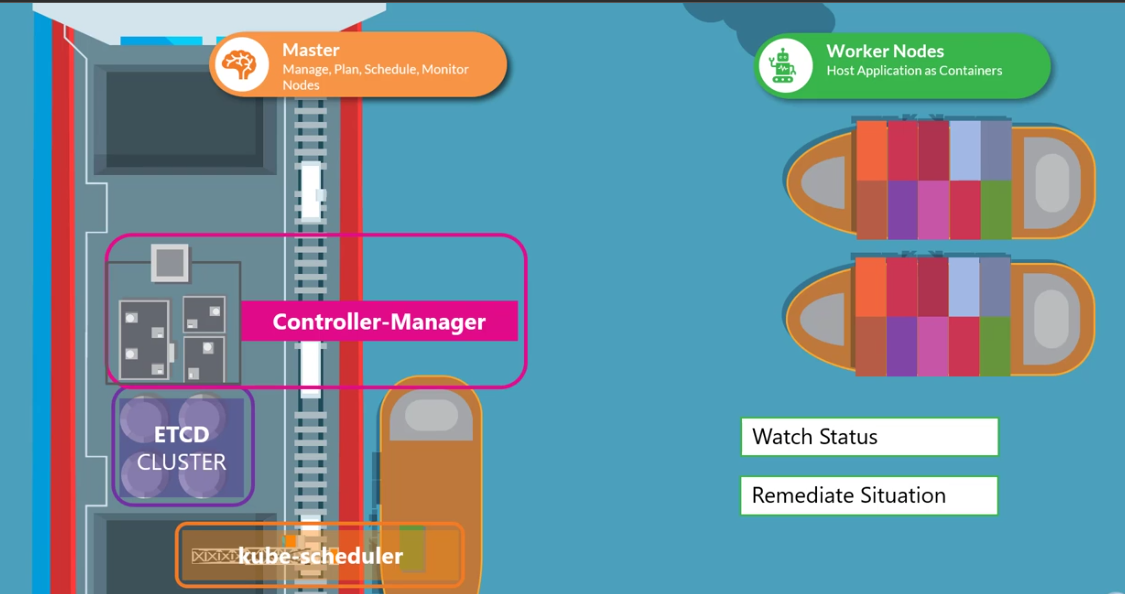 Master
Manage, Plan, Schedule, Monitor
Nodes
Worker Nodes
Host Application as Containers
Controller-Manager
ETCD
CLUSTER
Watch Status
Remediate Situation
kube-scheduler